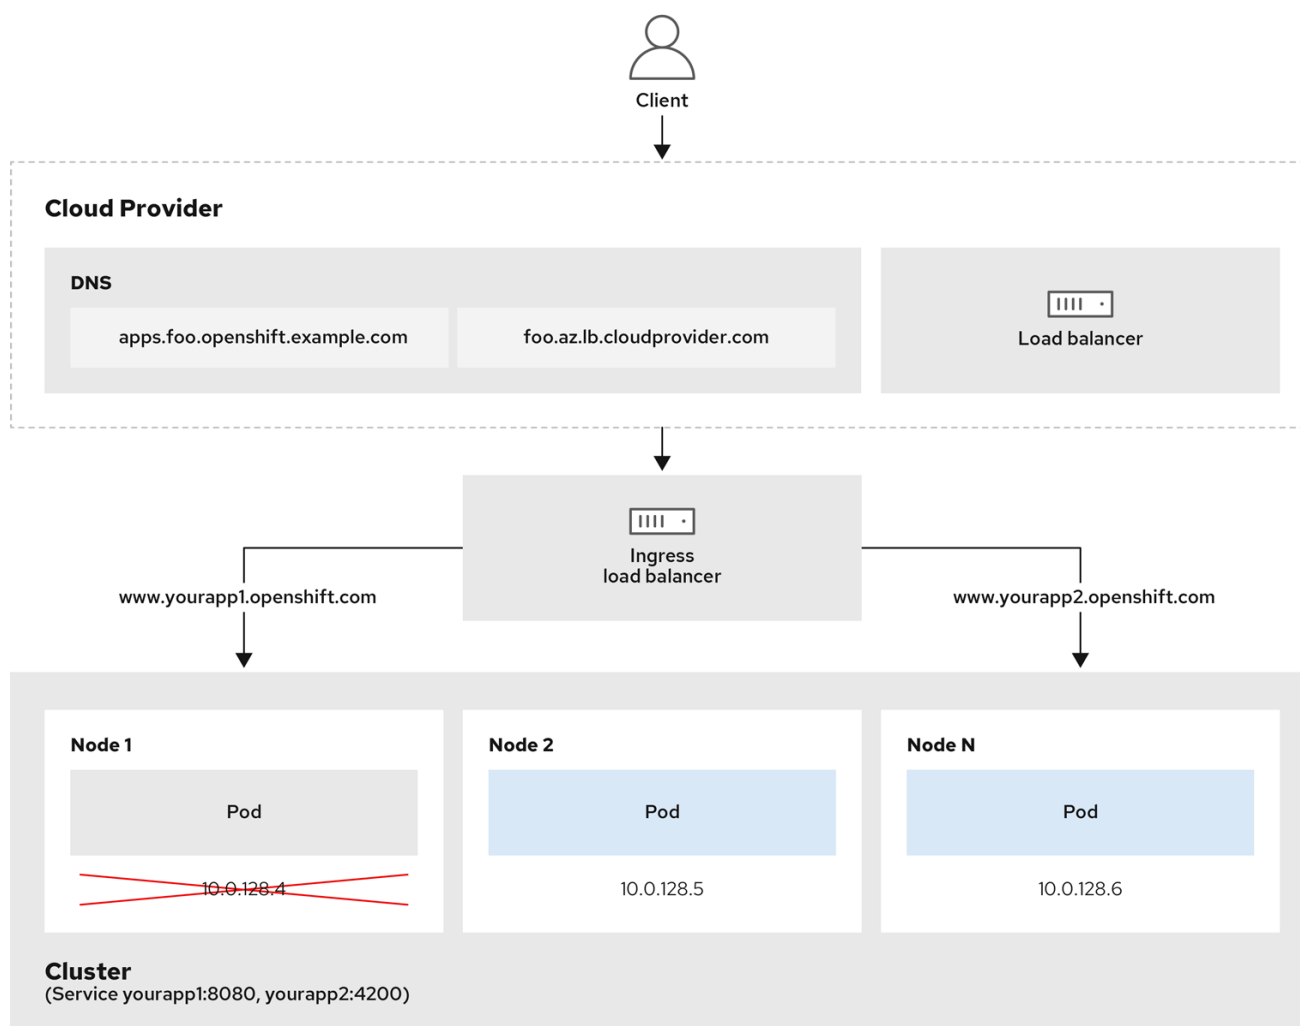 Client
Cloud Provider
DNS
apps.foo.openshift.example.com
foo.az.lb.cloudprovider.com
Load balancer
Ingress
load balancer
www.yourapp1.openshift.com
www.yourapp2.openshift.com
Node 1
Pod
10.0.128.4
Node 2
Pod
10.0.128.5
Node N
Pod
10.0.128.6
Cluster
(Service yourapp1:8080, yourapp2:4200)